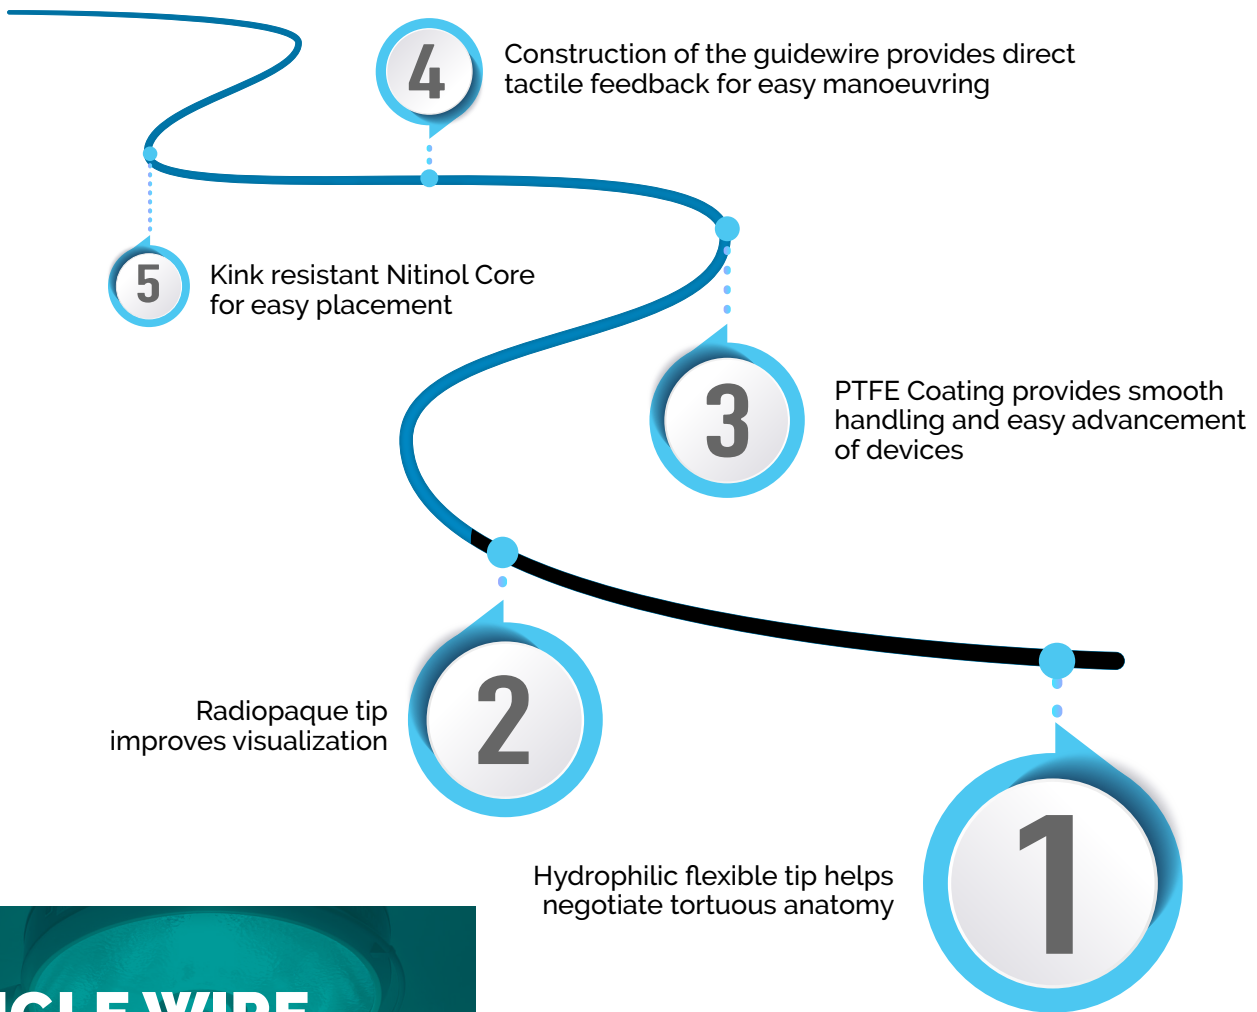 4
Construction of the guidewire provides direct
tactile feedback for easy manoeuvring
5
Kink resistant Nitinol Core
for easy placement
3
PTFE Coating provides smooth
handling and easy advancement
of devices
2
Radiopaque tip
improves visualization
1
Hydrophilic flexible tip helps
negotiate tortuous anatomy
WIRE